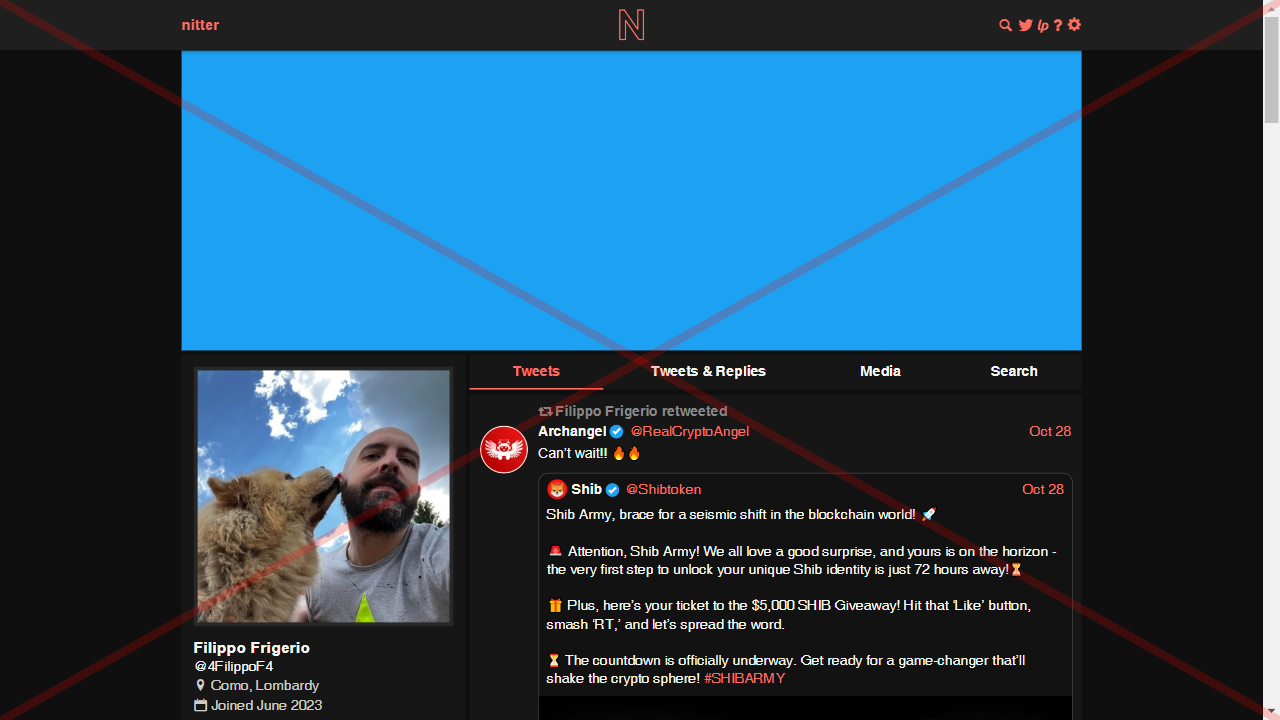 nitter
N
lp ?
Tweets
Tweets & Replies
Media
Search
Filippo Frigerio retweeted
Archangel @RealCryptoAngel Oct 28
Can't wait!! 🔥🔥
Shib @Shibtoken Oct 28
Shib Army, brace for a seismic shift in the blockchain world! 🚀
🚨 Attention, Shib Army! We all love a good surprise, and yours is on the horizon -
the very first step to unlock your unique Shib identity is just 72 hours away!⏳
🎁 Plus, here's your ticket to the $5,000 SHIB Giveaway! Hit that 'Like' button,
smash 'RT,' and let's spread the word.
⏳ The countdown is officially underway. Get ready for a game-changer that'll
shake the crypto sphere! #SHIBARMY
Filippo Frigerio
@4FilippoF4
Como, Lombardy
Joined June 2023